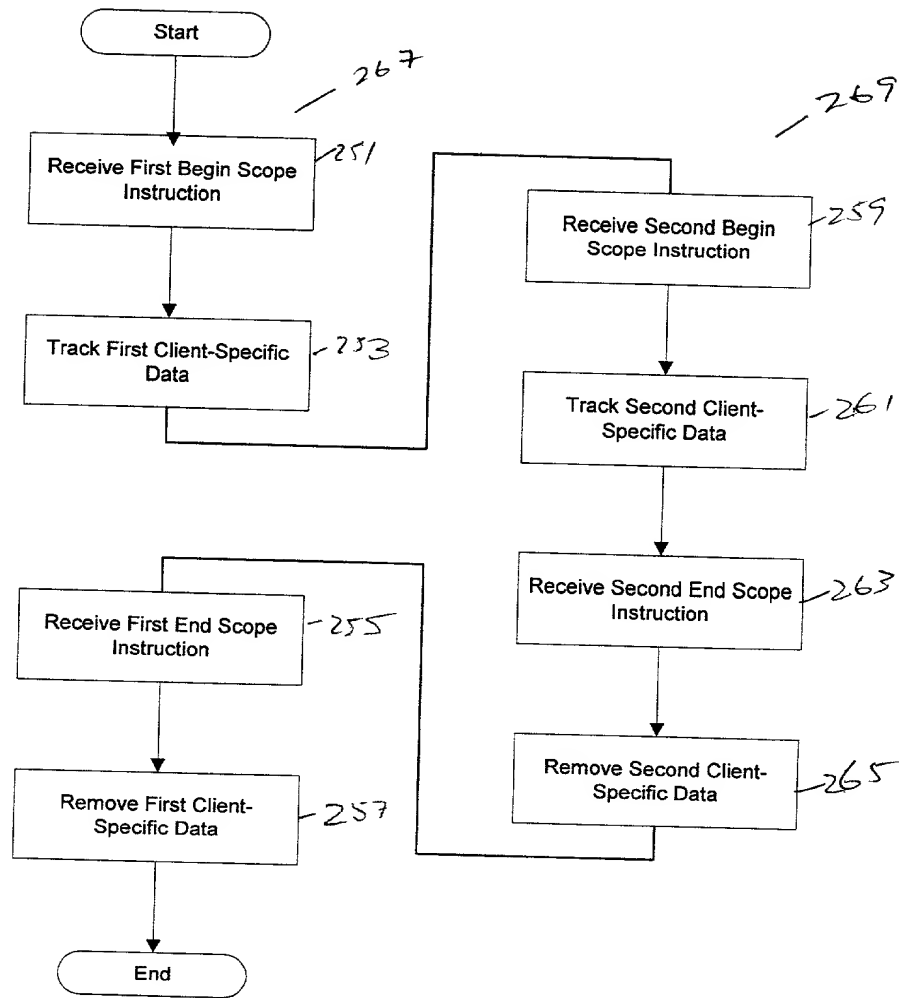 Start
267
Receive First Begin Scope
Instruction
251
Track First Client-Specific
Data
253
269
Receive Second Begin
Scope Instruction
259
Track Second Client-
Specific Data
261
Receive Second End Scope
Instruction
263
Remove Second Client-
Specific Data
265
Receive First End Scope
Instruction
255
Remove First Client-
Specific Data
257
End